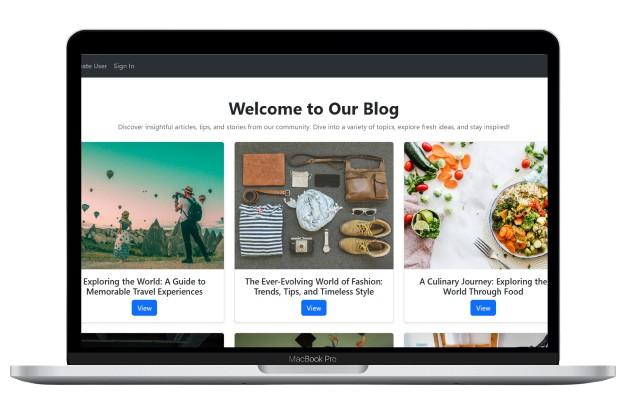 ate User Sign In
Welcome to Our Blog
Discover insightful articles, tips, and stories from our community. Dive into a variety of topics, explore fresh ideas, and stay inspired!
Exploring the World: A Guide to
Memorable Travel Experiences
View
The Ever-Evolving World of Fashion:
Trends, Tips, and Timeless Style
View
A Culinary Journey: Exploring the
World Through Food
View
MacBook Pro